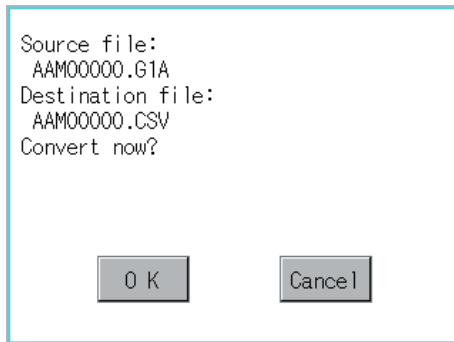 Source file:
AAM00000.G1A
Destination file:
AAM00000.CSV
Convert now?
OK Cancel